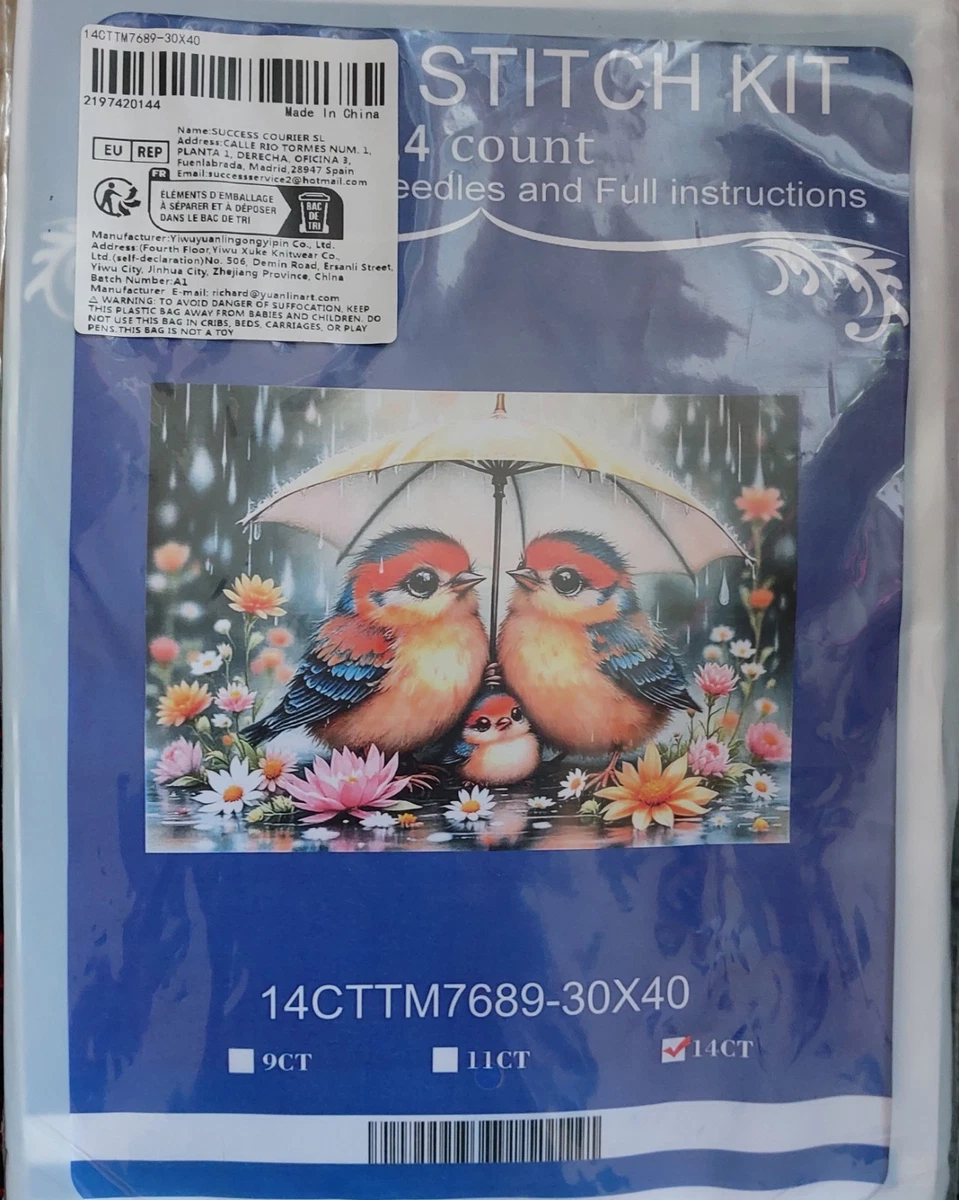 14CTTM7689-30X40
2197420144
Made In China
EU REP
Name:SUCCESS COURIER SL
Address:CALLE RIO TORMES NUM. 1,
PLANTA 1, DERECHA, OFICINA 3,
Fuenlabrada, Madrid,28947 Spain
Email:successservice2@hotmail.com
FR
ÉLÉMENTS D'EMBALLAGE
À SÉPARER ET À DÉPOSER
DANS LE BAC DE TRI
BAC
DE
TRI
Manufacturer:Yiwuyuanlingongyipin Co., Ltd.
Address:(Fourth Floor,Yiwu Xuke Knitwear Co.,
Ltd.(self-declaration)No. 506, Demin Road, Ersanli Street,
Yiwu City, Jinhua City, Zhejiang Province, China
Batch Number:A1
Manufacturer E-mail: richard@yuanlinart.com
⚠ WARNING: TO AVOID DANGER OF SUFFOCATION, KEEP
THIS PLASTIC BAG AWAY FROM BABIES AND CHILDREN. DO
NOT USE THIS BAG IN CRIBS, BEDS, CARRIAGES, OR PLAY
PENS.THIS BAG IS NOT A TOY
STITCH KIT
4 count
eedles and Full instructions
14CTTM7689-30X40
9CT 11CT 14CT